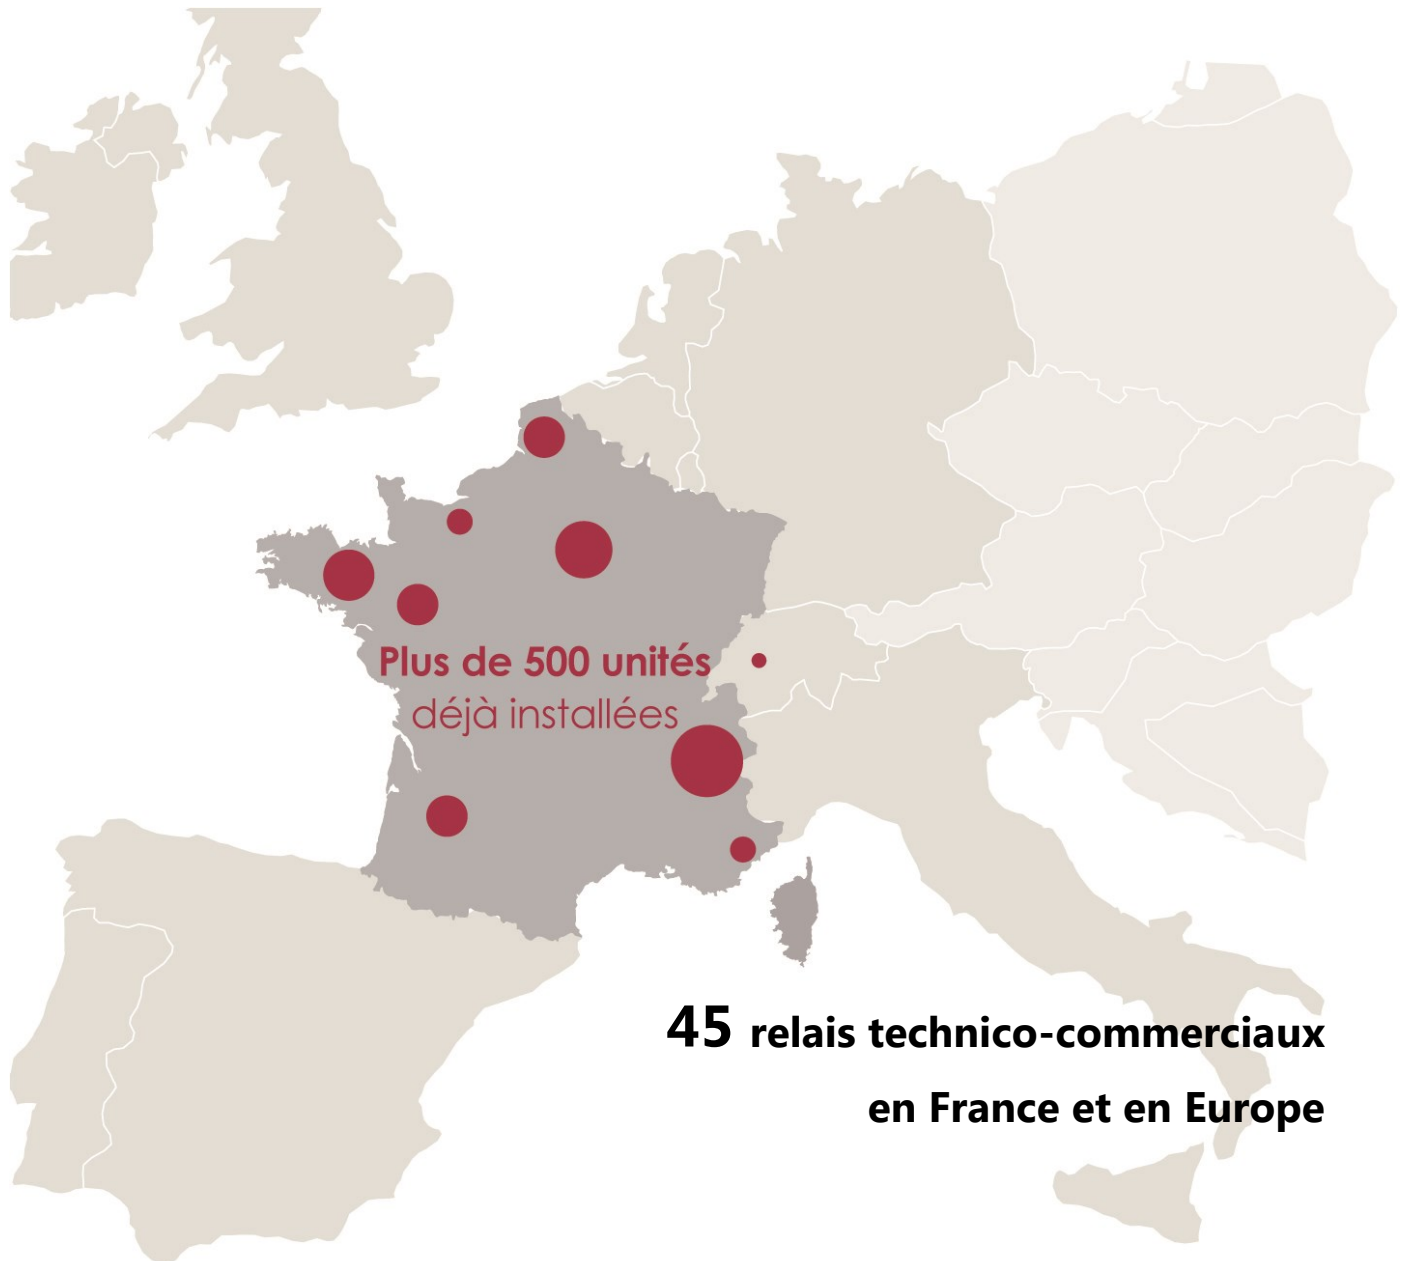 Plus de 500 unités
déjà installées
45 relais technico-commerciaux
en France et en Europe